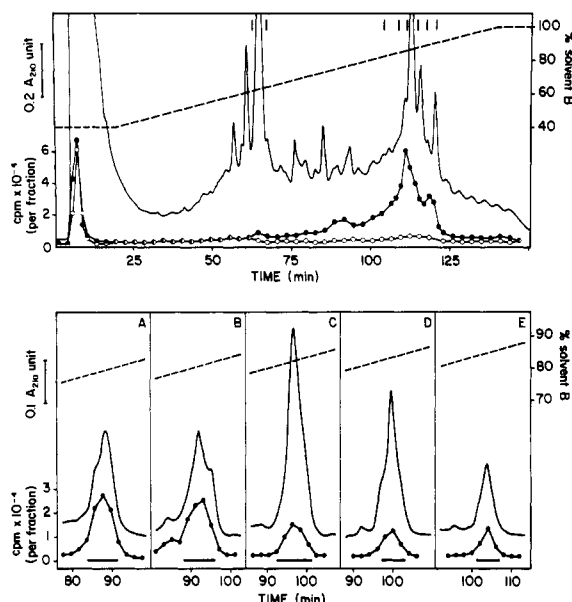 0.2 A210 unit
cpm x 10-4
(per fraction)
6
4
2
0
100
80
60
40
% solvent B
25
50
75
100
125
TIME (min)
A
B
C
D
E
0.1 A210 unit
cpm x 10-4
(per fraction)
3
2
1
0
90
80
70
% solvent B
80
90
90
100
90
100
90
100
100
110
TIME (min)